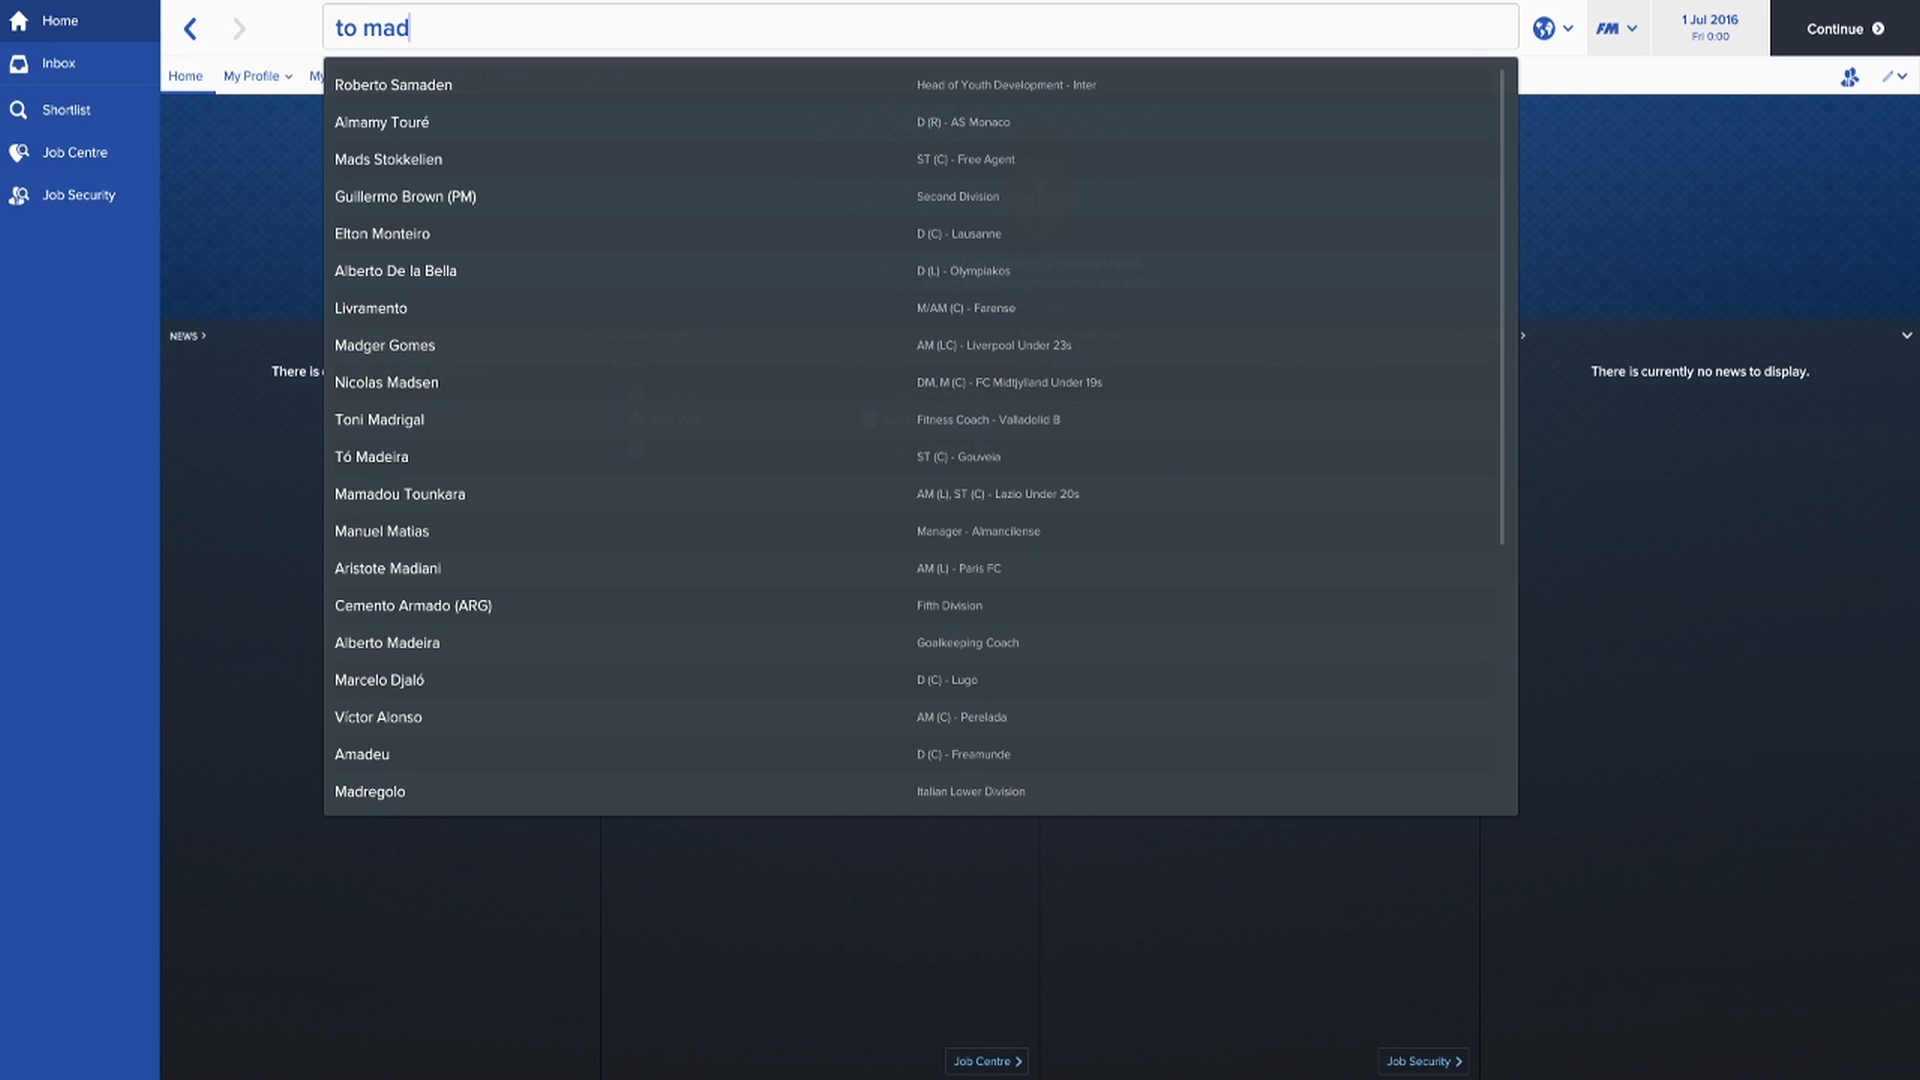 Home
to mad
1 Jul 2016
Fri 0:00
FM
Continue
Inbox
Home
My Profile
My
Shortlist
Job Centre
Job Security
Roberto Samaden Head of Youth Development - Inter
Almamy Touré D (R) - AS Monaco
Mads Stokkelien ST (C) - Free Agent
Guillermo Brown (PM) Second Division
Elton Monteiro D (C) - Lausanne
Alberto De la Bella D (L) - Olympiakos
Livramento M/AM (C) - Farense
Madger Gomes AM (LC) - Liverpool Under 23s
Nicolas Madsen DM, M (C) - FC Midtjylland Under 19s
Toni Madrigal Fitness Coach - Valladolid B
Tó Madeira ST (C) - Gouveia
Mamadou Tounkara AM (L), ST (C) - Lazio Under 20s
Manuel Matias Manager - Almancilense
Aristote Madiani AM (L) - Paris FC
Cemento Armado (ARG) Fifth Division
Alberto Madeira Goalkeeping Coach
Marcelo Djaló D (C) - Lugo
Víctor Alonso AM (C) - Perelada
Amadeu D (C) - Freamunde
Madregolo Italian Lower Division
NEWS >
There is
There is currently no news to display.
Job Centre >
Job Security >